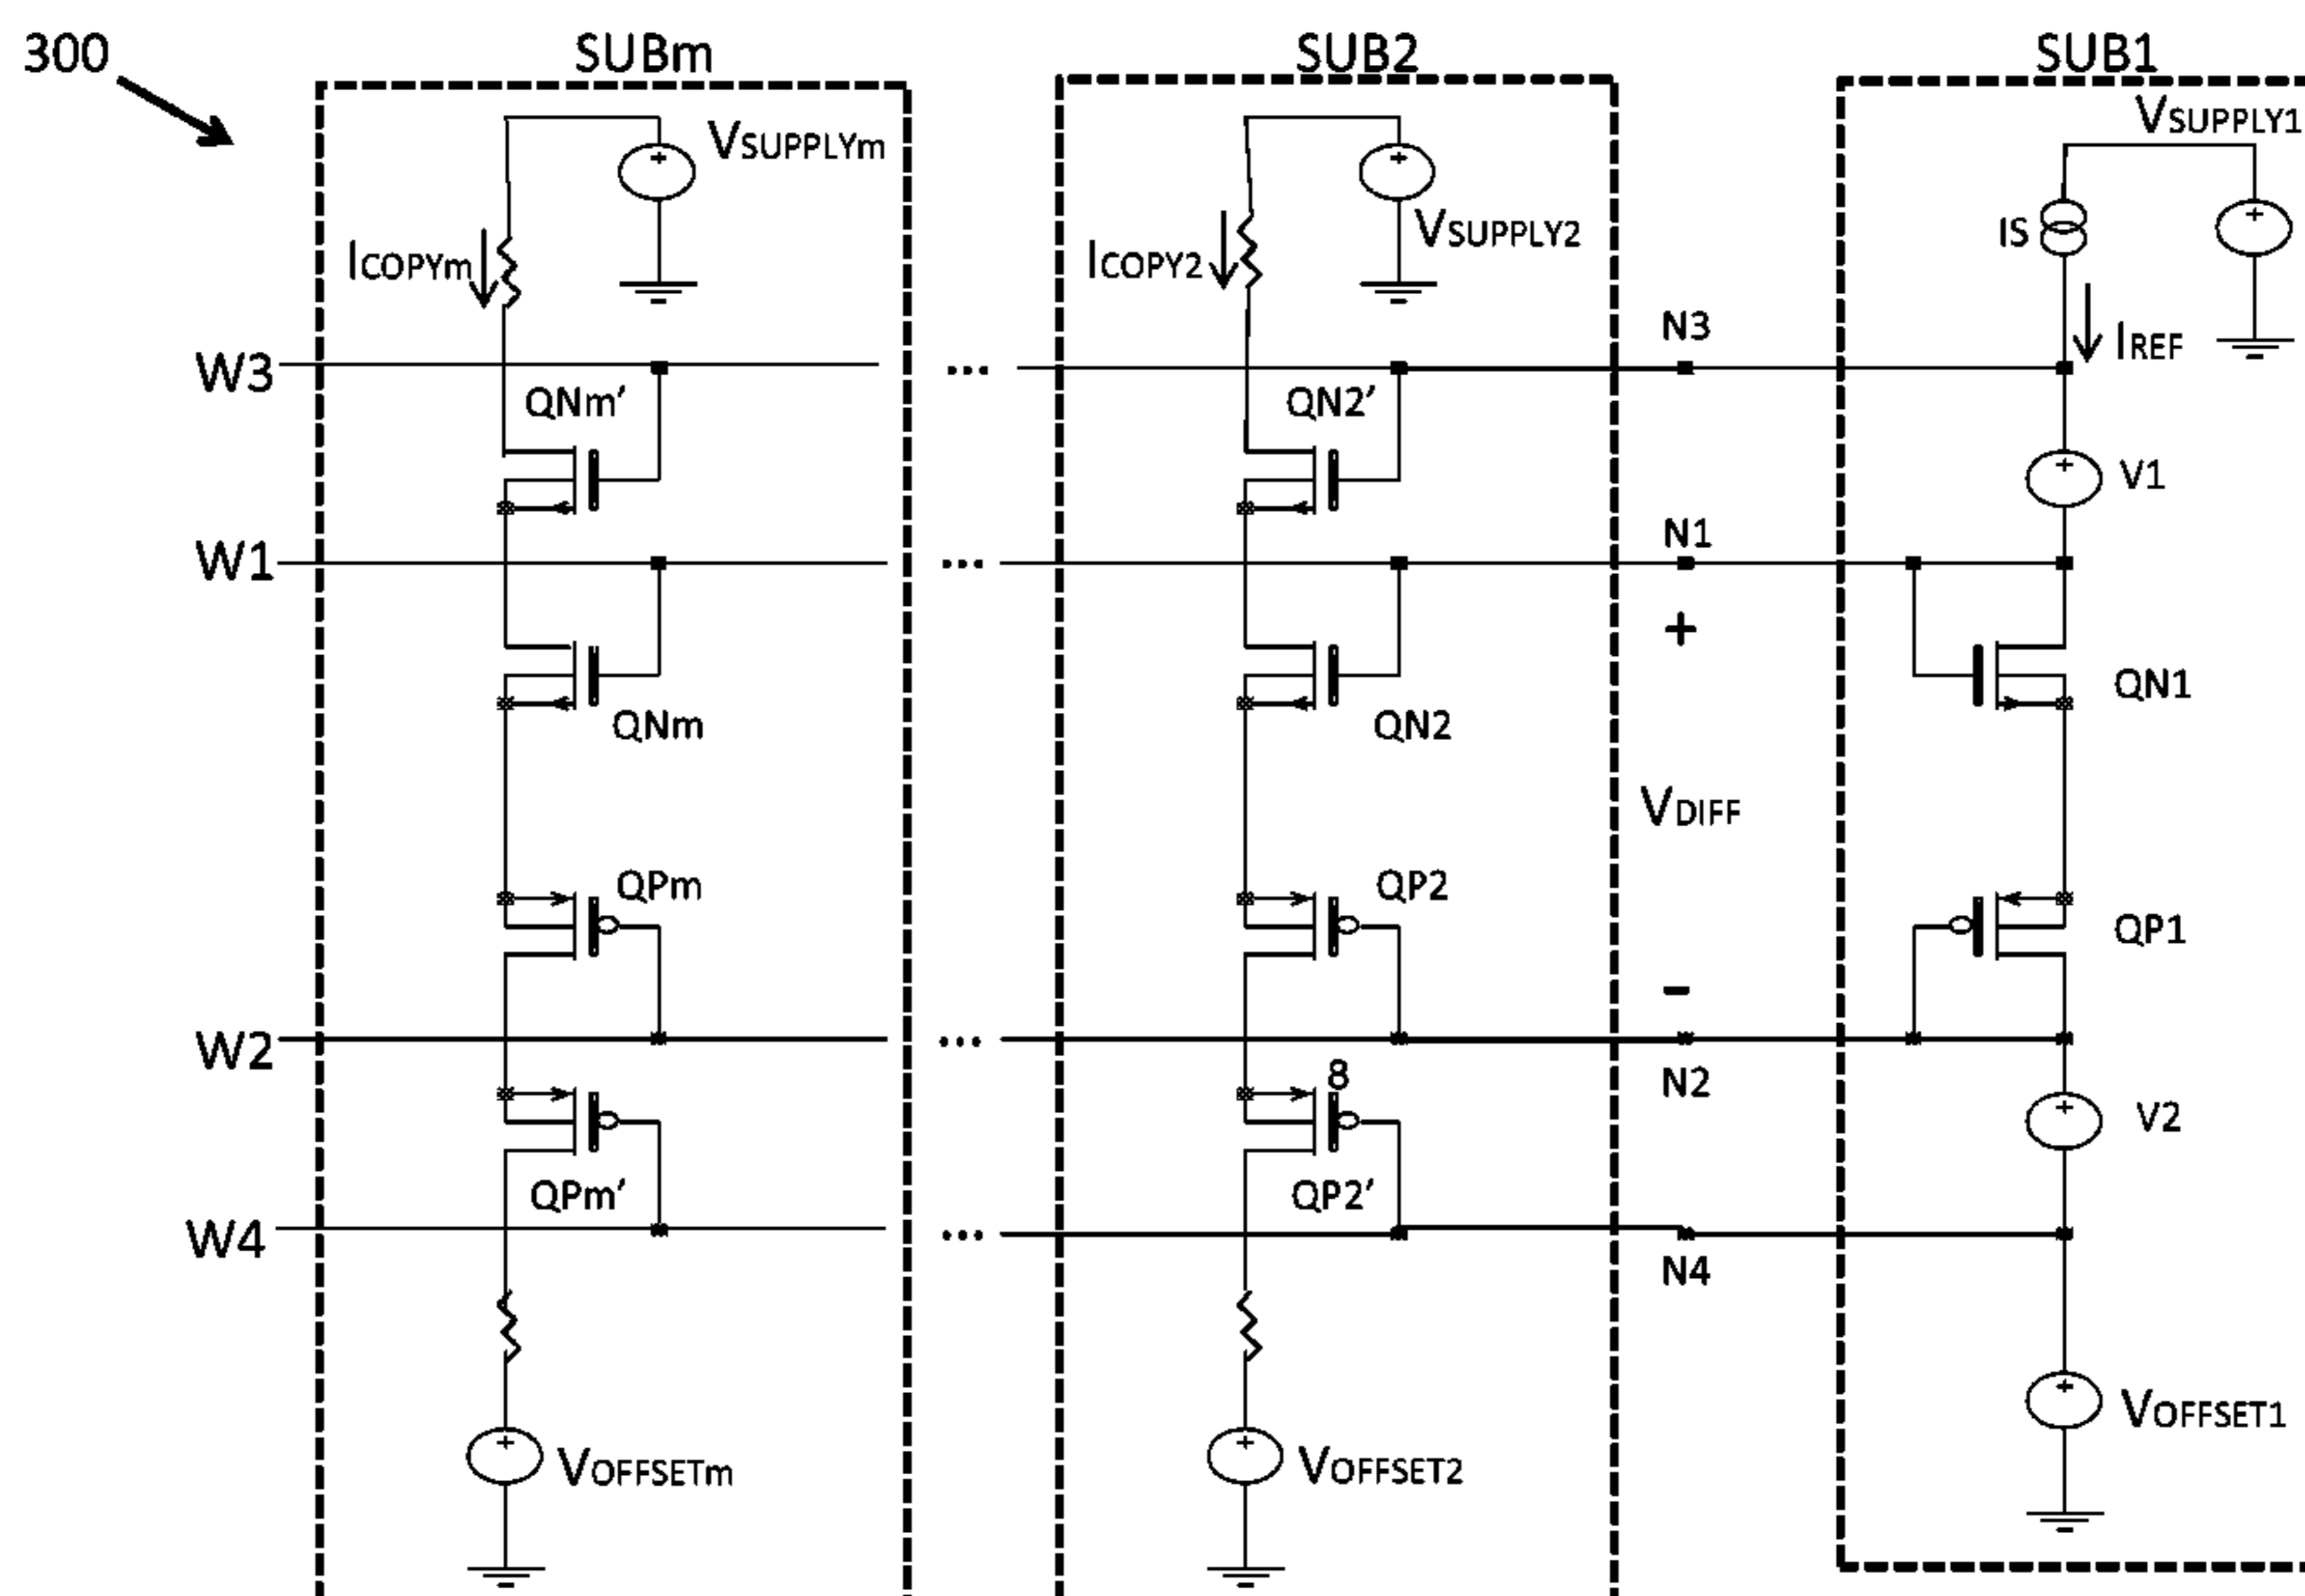 300
SUBm
SUB2
SUB1
VSUPPLYm
VSUPPLY2
VSUPPLY1
ICOPYm
ICOPY2
IS
IREF
W3
N3
QNm’
QN2’
V1
W1
N1
+
QNm
QN2
QN1
VDIFF
QPm
QP2
QP1
-
W2
N2
8
V2
QPm’
QP2’
W4
N4
VOFFSETm
VOFFSET2
VOFFSET1